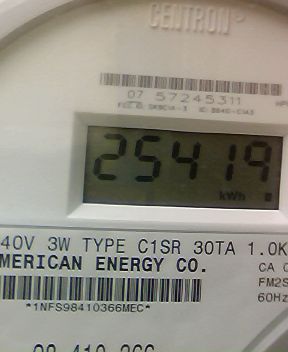 CENTRON®
07 57245311
25419
kWh
40V 3W TYPE C1SR 30TA 1.0K
MERICAN ENERGY CO.
CA 0
FM2S
60Hz
*1NFS98410366MEC*